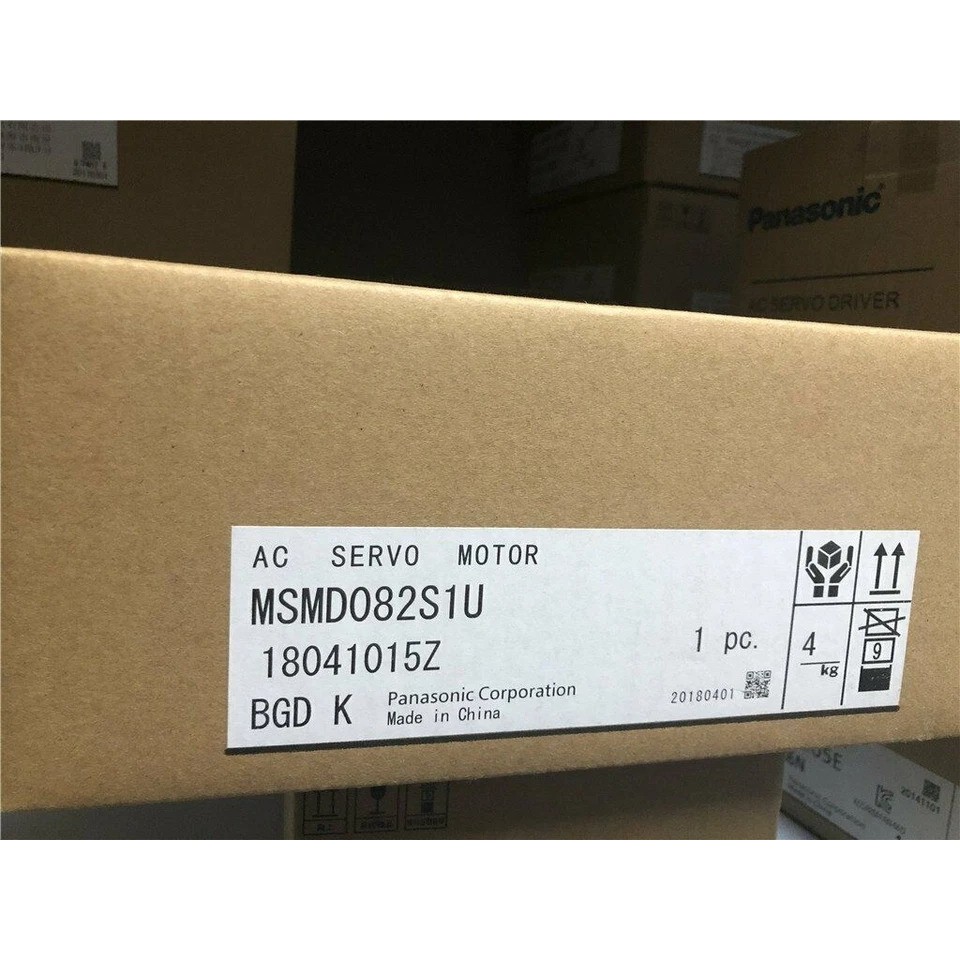 Panasonic
AC SERVO DRIVER
AC SERVO MOTOR
MSMD082S1U
18041015Z
1 pc.
4 kg
9
BGD K
Panasonic Corporation
Made in China
20180401
20141101